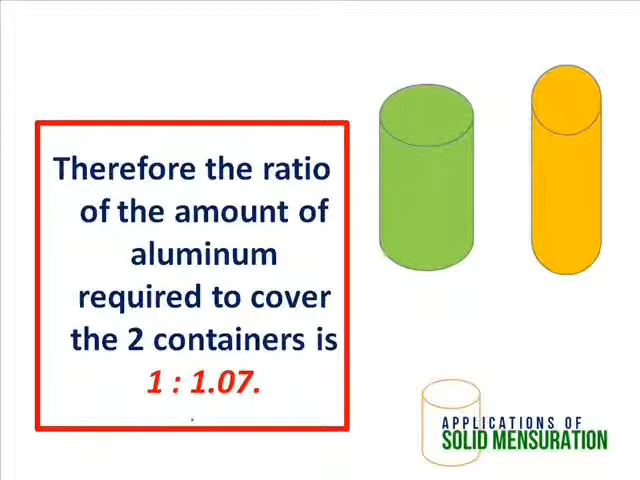 Therefore the ratio
of the amount of
aluminum
required to cover
the 2 containers is
1 : 1.07.
APPLICATIONS OF
SOLID MENSURATION